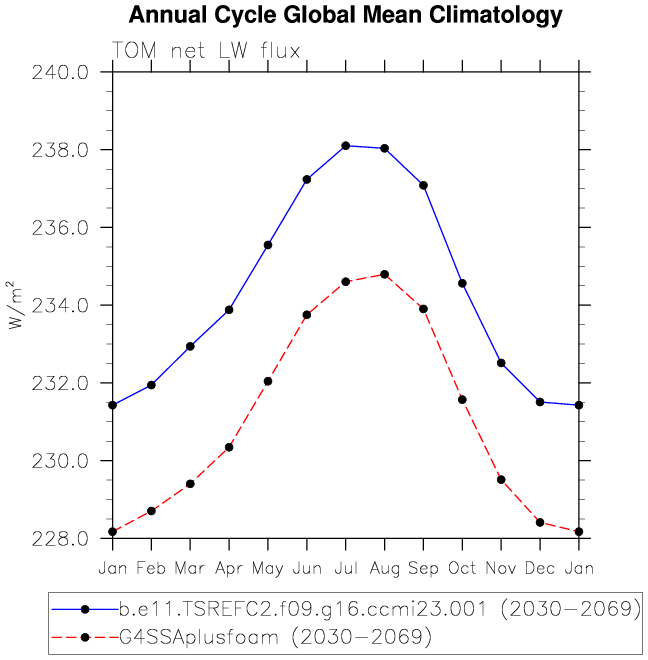 Annual Cycle Global Mean Climatology
TOM net LW flux
240.0
238.0
236.0
234.0
232.0
230.0
228.0
W/m²
Jan Feb Mar Apr May Jun Jul Aug Sep Oct Nov Dec Jan
b.e11.TSREFC2.f09.g16.ccmi23.001 (2030−2069)
G4SSAplusfoam (2030−2069)